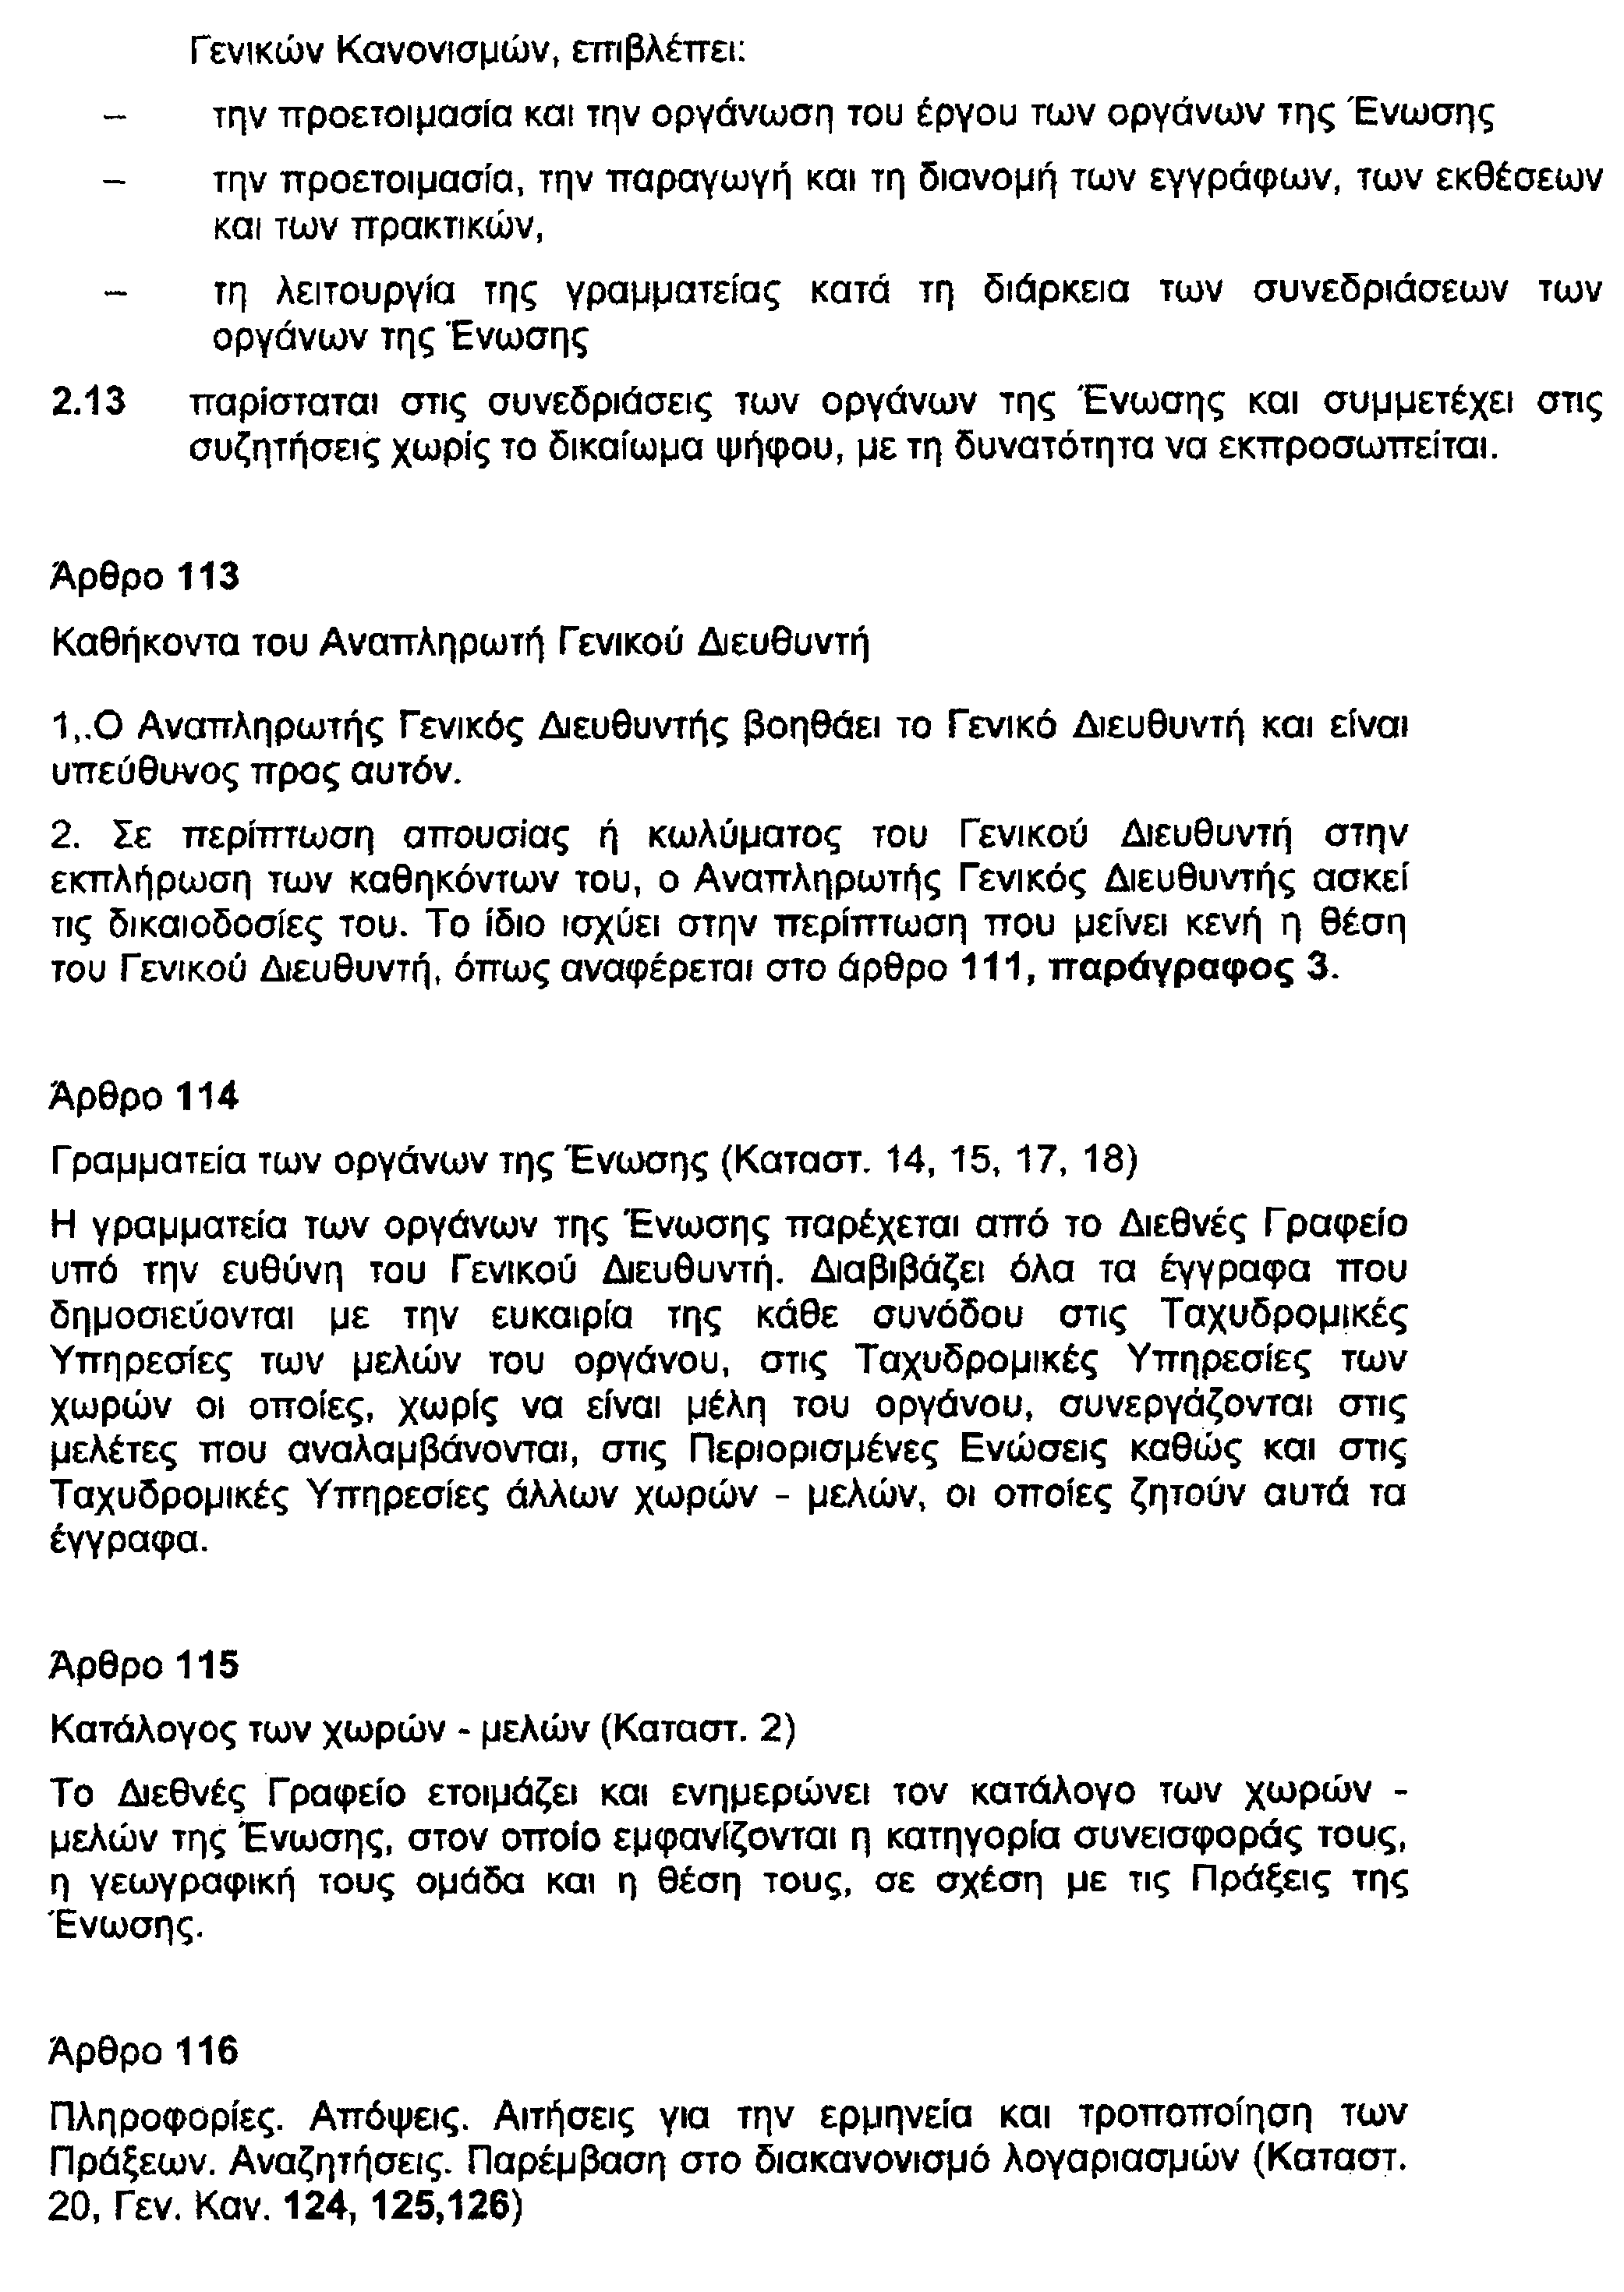 Γενικών Κανονισμών, επιβλέπει:
– την προετοιμασία και την οργάνωση του έργου των οργάνων της Ένωσης
– την προετοιμασία, την παραγωγή και τη διανομή των εγγράφων, των εκθέσεων
και των πρακτικών,
– τη λειτουργία της γραμματείας κατά τη διάρκεια των συνεδριάσεων των
οργάνων της Ένωσης
2.13 παρίσταται στις συνεδριάσεις των οργάνων της Ένωσης και συμμετέχει στις
συζητήσεις χωρίς το δικαίωμα ψήφου, με τη δυνατότητα να εκπροσωπείται.
Άρθρο 113
Καθήκοντα του Αναπληρωτή Γενικού Διευθυντή
1,.Ο Αναπληρωτής Γενικός Διευθυντής βοηθάει το Γενικό Διευθυντή και είναι
υπεύθυνος προς αυτόν.
2. Σε περίπτωση απουσίας ή κωλύματος του Γενικού Διευθυντή στην
εκπλήρωση των καθηκόντων του, ο Αναπληρωτής Γενικός Διευθυντής ασκεί
τις δικαιοδοσίες του. Το ίδιο ισχύει στην περίπτωση που μείνει κενή η θέση
του Γενικού Διευθυντή, όπως αναφέρεται στο άρθρο 111, παράγραφος 3.
Άρθρο 114
Γραμματεία των οργάνων της Ένωσης (Καταστ. 14, 15, 17, 18)
Η γραμματεία των οργάνων της Ένωσης παρέχεται από το Διεθνές Γραφείο
υπό την ευθύνη του Γενικού Διευθυντή. Διαβιβάζει όλα τα έγγραφα που
δημοσιεύονται με την ευκαιρία της κάθε συνόδου στις Ταχυδρομικές
Υπηρεσίες των μελών του οργάνου, στις Ταχυδρομικές Υπηρεσίες των
χωρών οι οποίες, χωρίς να είναι μέλη του οργάνου, συνεργάζονται στις
μελέτες που αναλαμβάνονται, στις Περιορισμένες Ενώσεις καθώς και στις
Ταχυδρομικές Υπηρεσίες άλλων χωρών - μελών, οι οποίες ζητούν αυτά τα
έγγραφα.
Άρθρο 115
Κατάλογος των χωρών - μελών (Καταστ. 2)
Το Διεθνές Γραφείο ετοιμάζει και ενημερώνει τον κατάλογο των χωρών -
μελών της Ένωσης, στον οποίο εμφανίζονται η κατηγορία συνεισφοράς τους,
η γεωγραφική τους ομάδα και η θέση τους, σε σχέση με τις Πράξεις της
Ένωσης.
Άρθρο 116
Πληροφορίες. Απόψεις. Αιτήσεις για την ερμηνεία και τροποποίηση των
Πράξεων. Αναζητήσεις. Παρέμβαση στο διακανονισμό λογαριασμών (Καταστ.
20, Γεν. Καν. 124, 125,126)